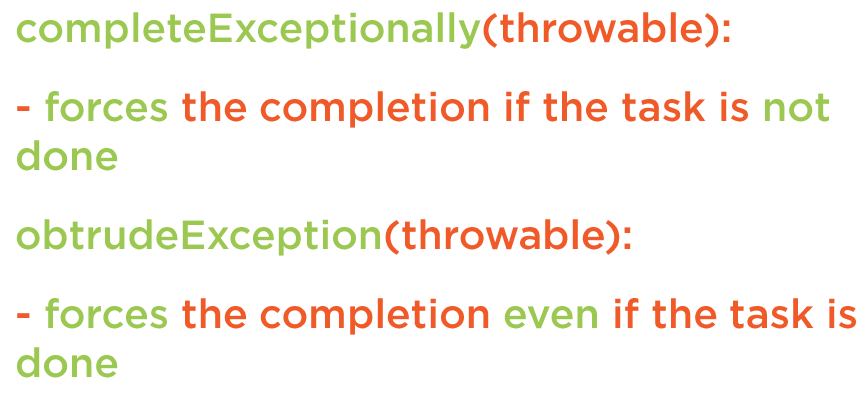 completeExceptionally(throwable):
- forces the completion if the task is not
done
obtrudeException(throwable):
- forces the completion even if the task is
done